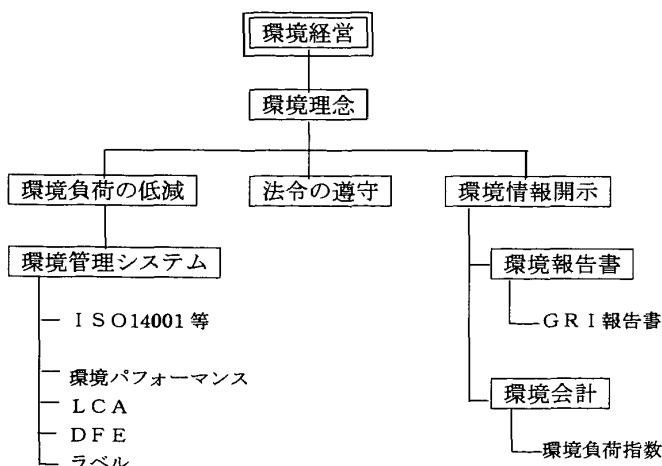 環境経営
環境理念
環境負荷の低減
法令の遵守
環境情報開示
環境管理システム
ISO14001等
環境パフォーマンス
LCA
DFE
ラベル
環境報告書
GRI報告書
環境会計
環境負荷指数